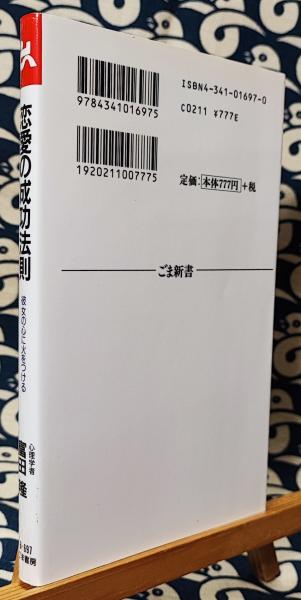 恋愛の成功法則
彼女の心に火をつける
心理学者
富田隆
ISBN4-341-01697-0
C0211 ¥777E
9784341016975
1920211007775
定価:本体777円+税
ごま新書